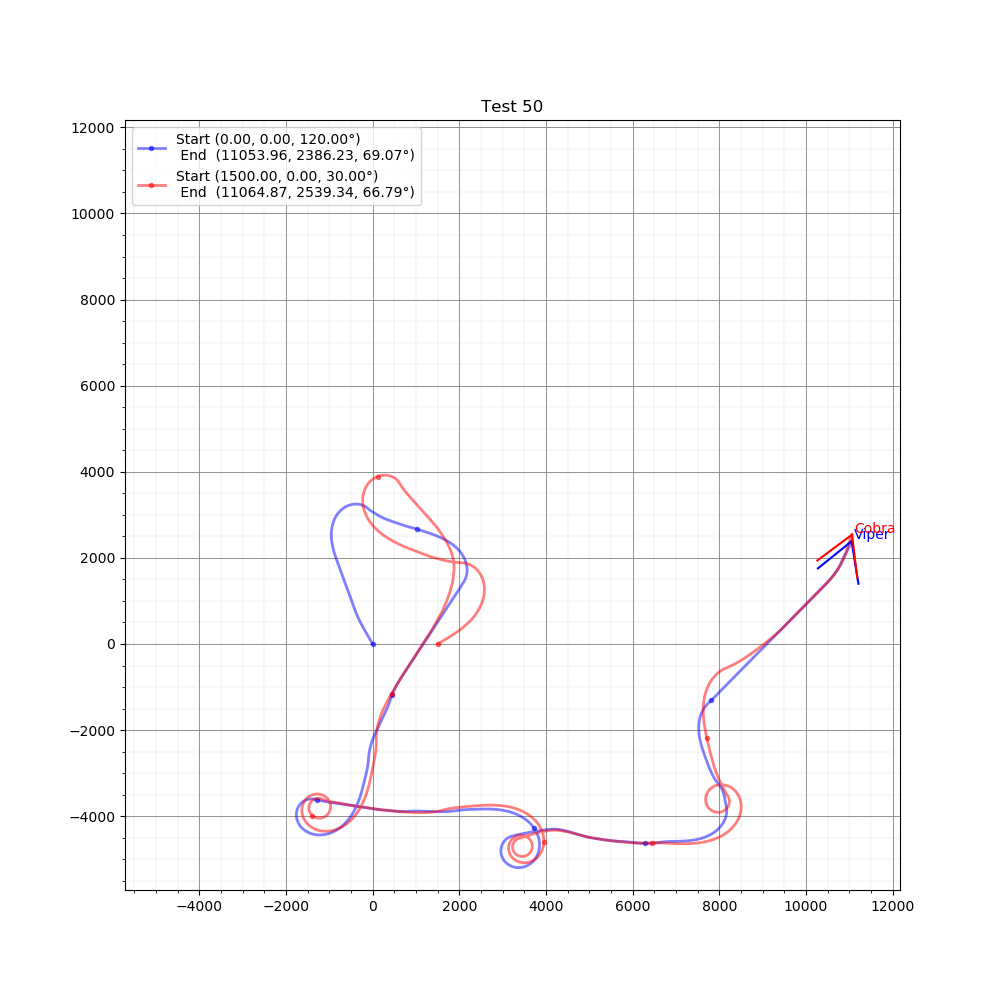 Test 50
Start (0.00, 0.00, 120.00°)
End  (11053.96, 2386.23, 69.07°)
Start (1500.00, 0.00, 30.00°)
End  (11064.87, 2539.34, 66.79°)
12000
10000
8000
6000
4000
2000
0
−2000
−4000
Cobra
Viper
−4000 −2000 0 2000 4000 6000 8000 10000 12000